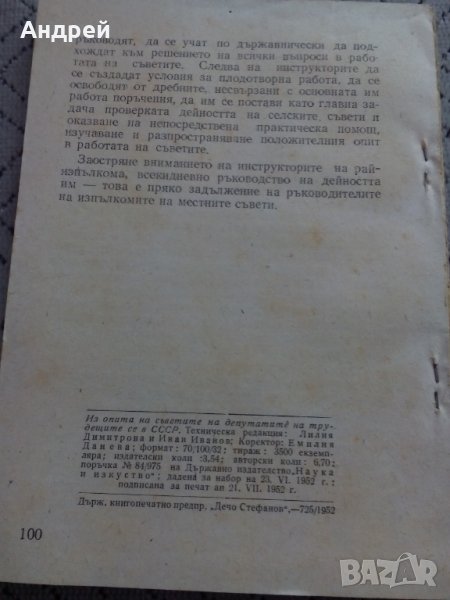 Андрей
ръководят, да се учат по държавнически да под-
хождат към решението на всички въпроси в рабо-
тата на съветите. Следва на инструкторите да
се създадат условия за плодотворна работа, да се
освободят от дребните, несвързани с основната им
работа поръчения, да им се постави като главна за-
дача проверката дейността на селските съвети и
оказване на непосредствена практическа помощ,
изучаване и разпространяване положителния опит
в работата на съветите.
Заостряне вниманието на инструкторите на рай-
изпълкома, всекидневно ръководство на дейността
им — това е пряко задължение на ръководителите
на изпълкомите на местните съвети.
Из опита на съветите на депутатите на тру-
дещите се в СССР. Техническа редакция: Лилия
Димитрова и Иван Иванов; Коректор: Емилия
Данева; формат: 70/100/32; тираж: 3500 екземп-
ляра; издателски коли :3,54; авторски коли: 6,70;
поръчка № 84/975 на Държавно издателство „Наука
и изкуство“; дадена за набор на 23. VI. 1952 г.;
подписана за печат на 21. VII. 1952 г.
Държ. книгопечатно предпр. „Дечо Стефанов“,—725/1952
100
BAZAR